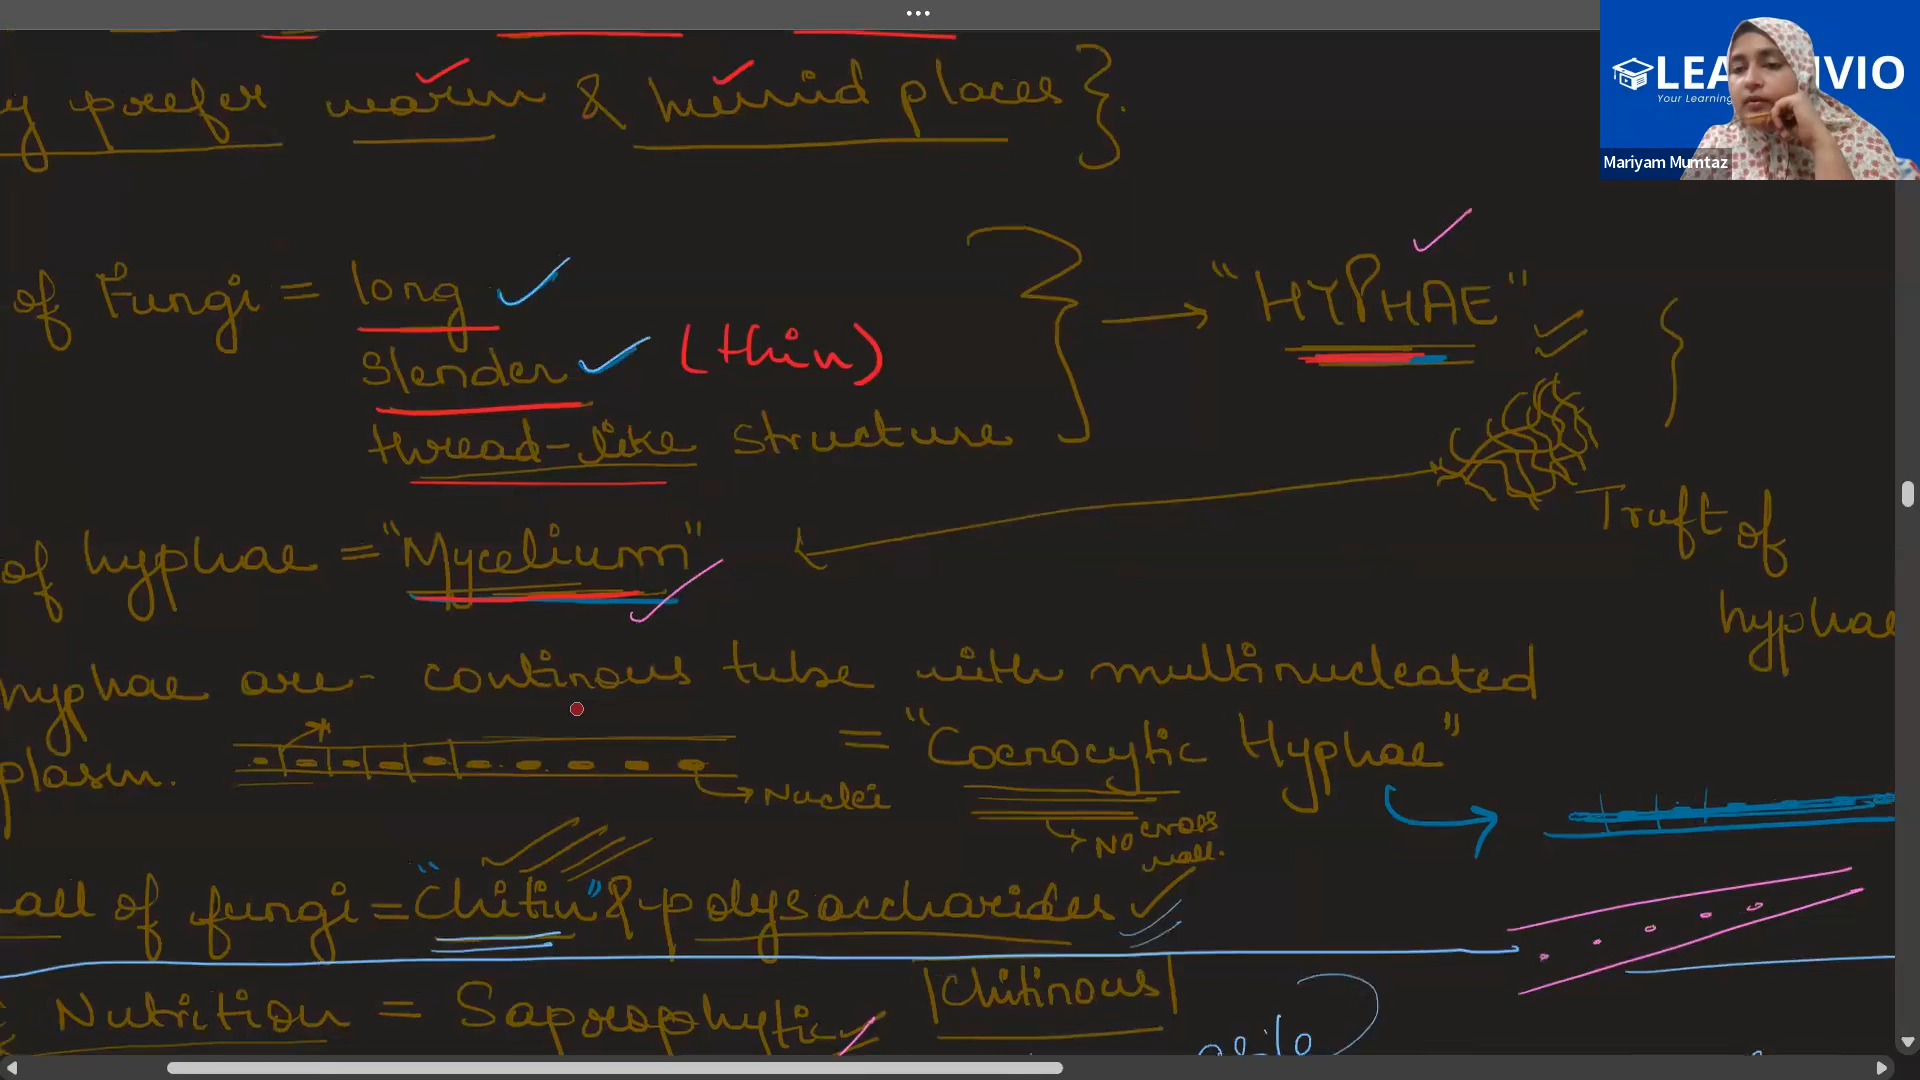 LEA IVIO
Your Learning
Mariyam Mumtaz
y prefer warm & humid places }.
of Fungi = long
Slender (thin)
thread-like structure
→ "HYPHAE"
Truft of
hyphae
of hyphae = "Mycelium"
hyphae are - continous tube with multinucleated
plasm.
Nuclei
= "Coenocytic Hyphae"
No cross
wall.
all of fungi = "Chitin" & polysaccharides
|chitinous|
Nutrition = Saprophytic